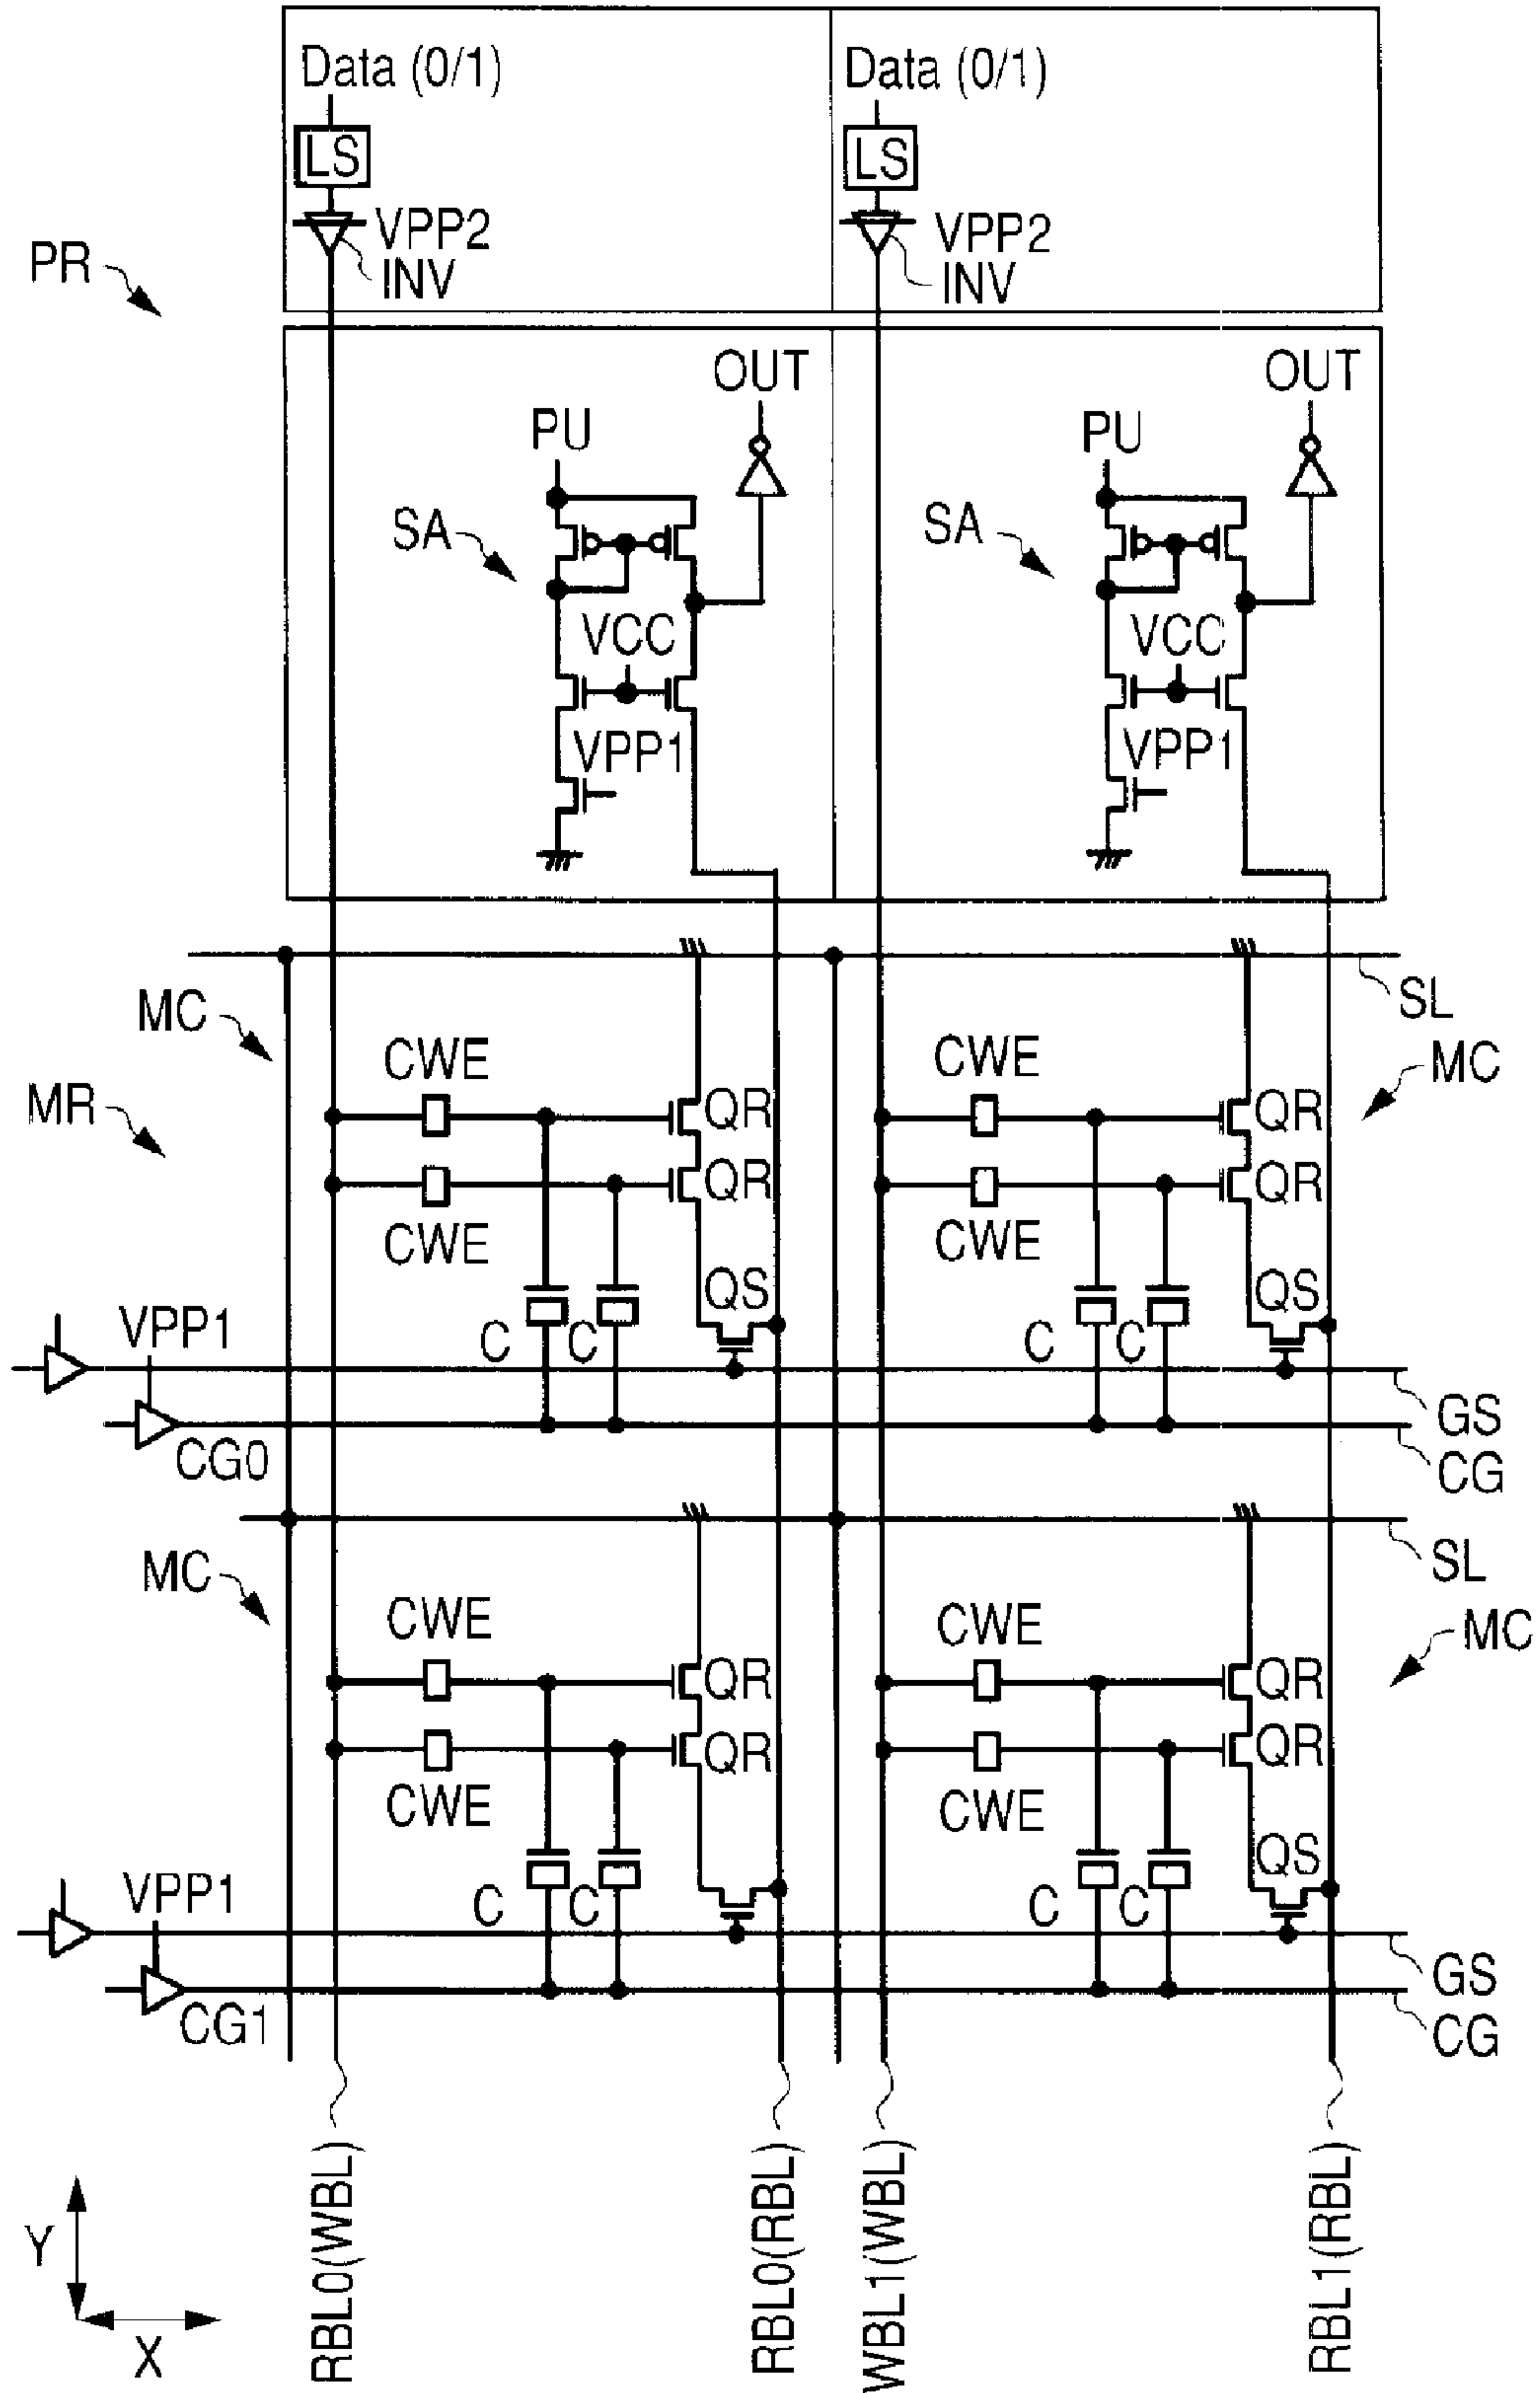 Data (0/1) Data (0/1)
LS LS
VPP2 VPP2
PR INV INV
OUT OUT
PU PU
SA SA
VCC VCC
VPP1 VPP1
SL
MC CWE CWE MC
MR QR QR
QR QR
CWE CWE
QS QS
VPP1 C C C C
GS
CG0 CG
SL
MC CWE CWE MC
QR QR
QR QR
CWE CWE
QS
VPP1 C C C C
GS
CG1 CG
RBL0(WBL) RBL0(RBL) WBL1(WBL) RBL1(RBL)
Y
X